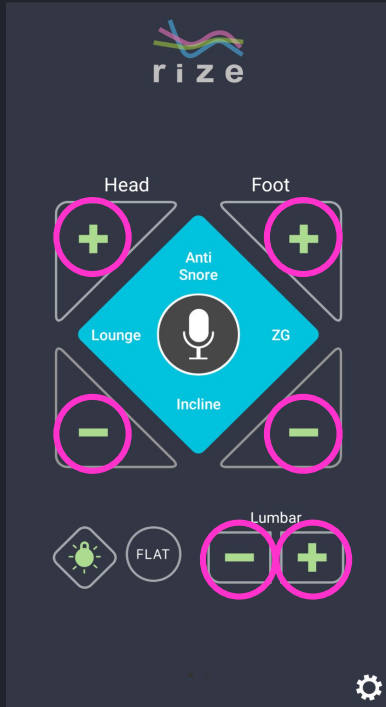 rize
Head
Foot
+
+
Anti
Snore
Lounge
ZG
Incline
−
−
Lumbar
FLAT
−
+